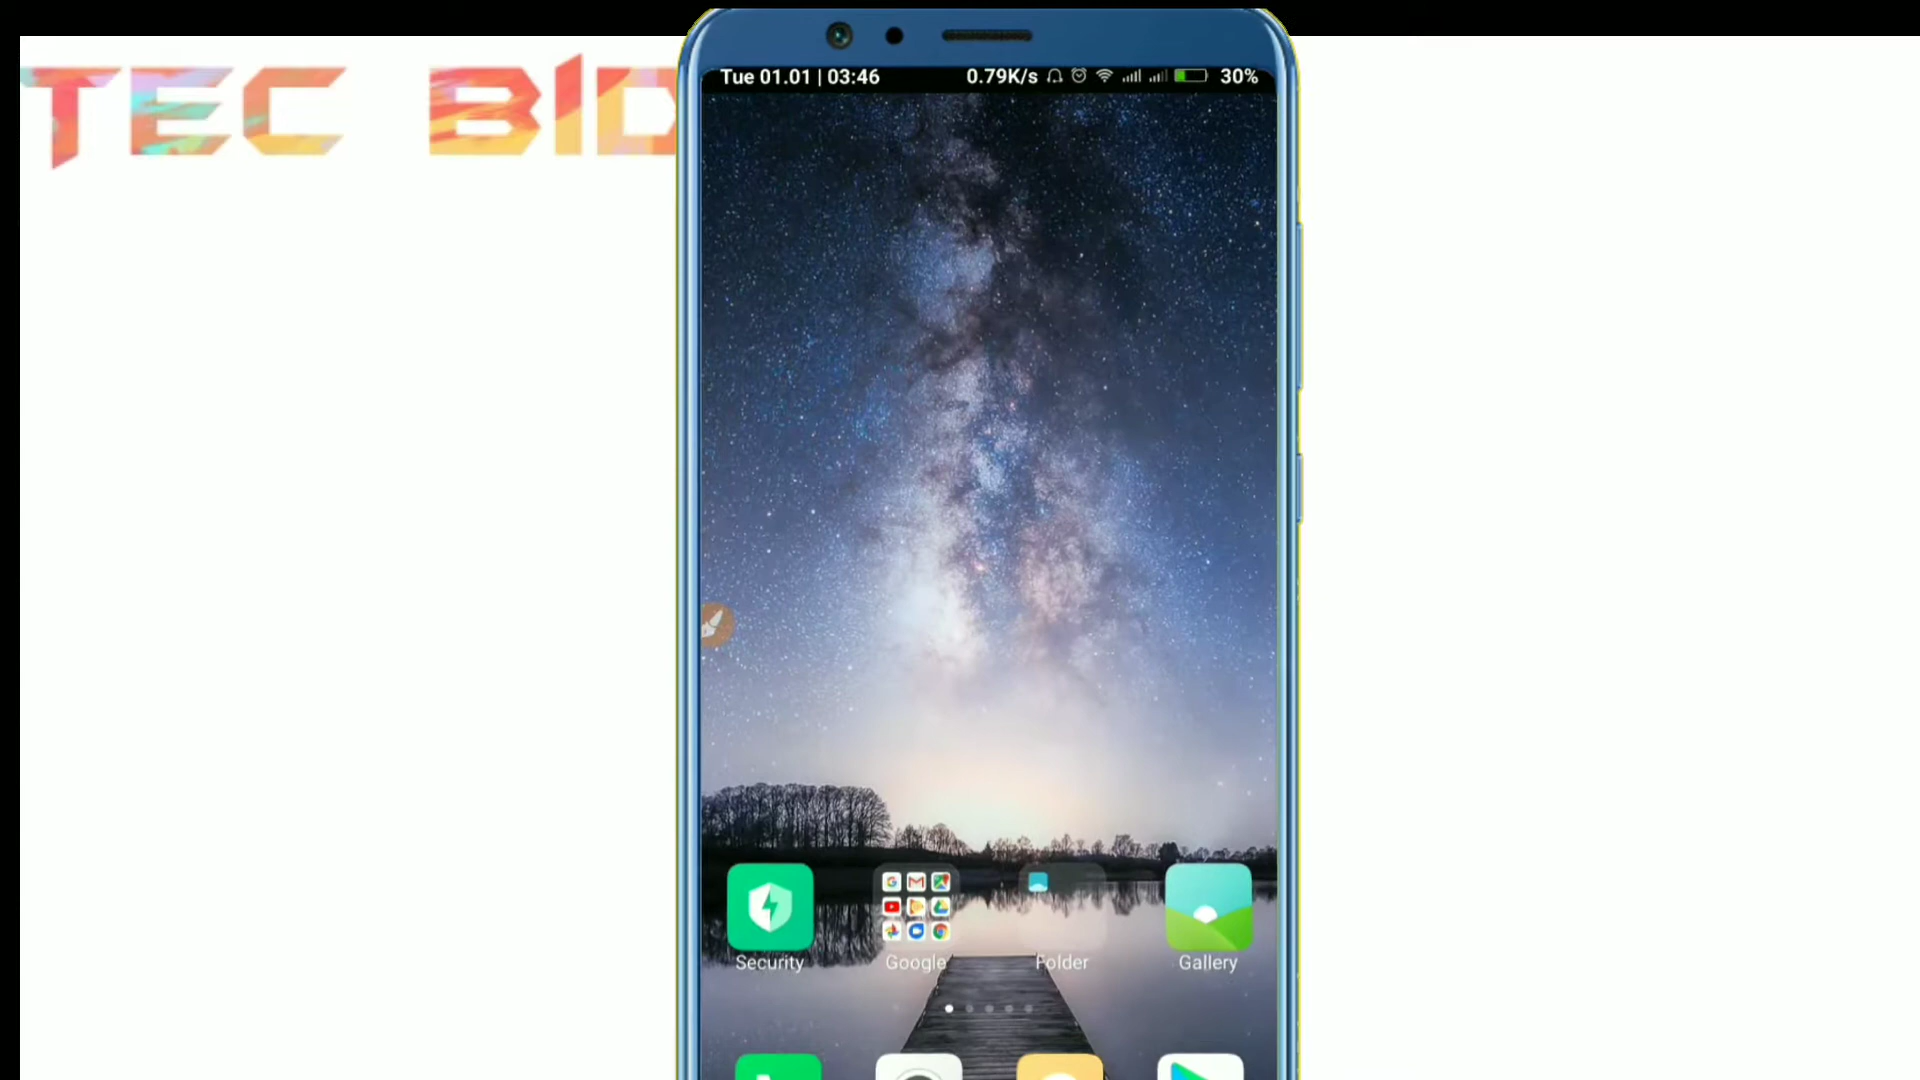 TEC BID
Tue 01.01 | 03:46 0.79K/s 30%
Security Google Folder Gallery